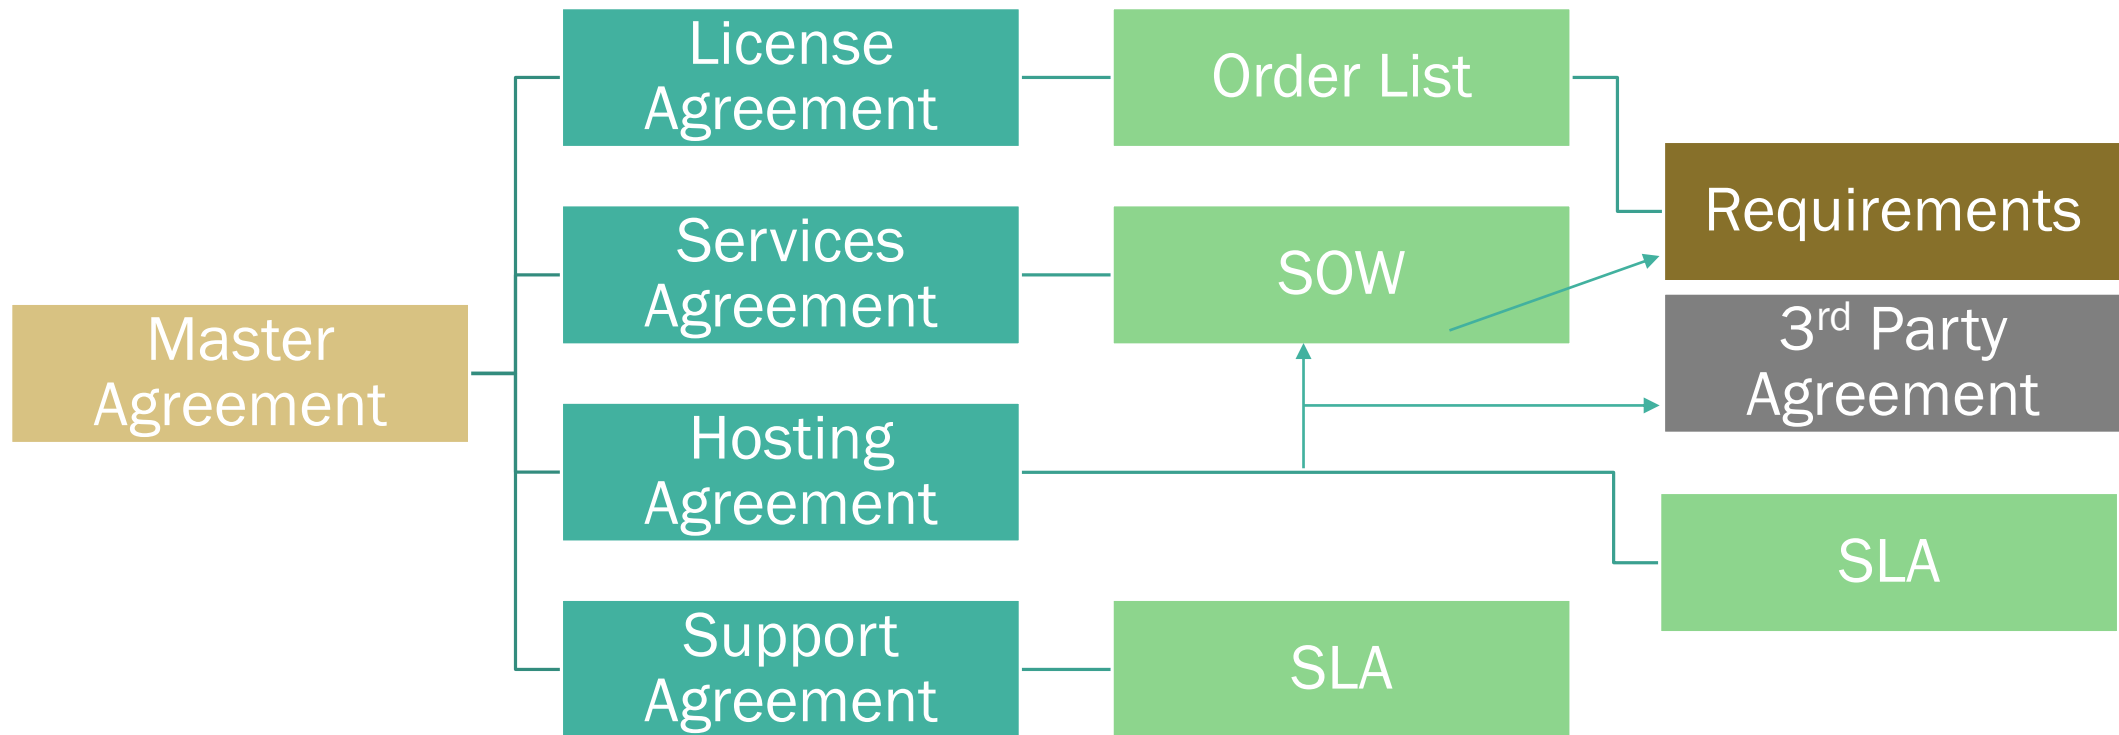 Master
Agreement
License
Agreement
Order List
Services
Agreement
SOW
Requirements
3rd Party
Agreement
Hosting
Agreement
SLA
Support
Agreement
SLA